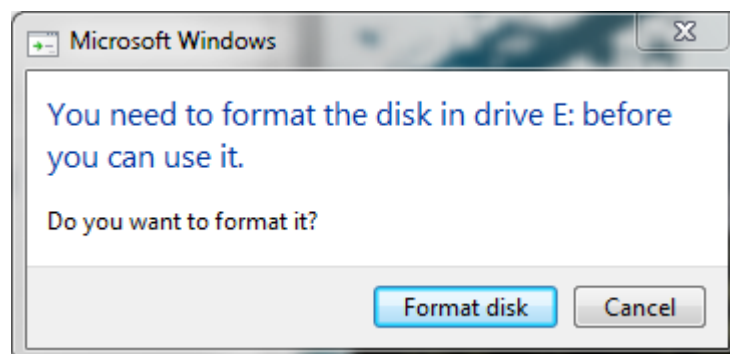 Microsoft Windows
You need to format the disk in drive E: before
you can use it.
Do you want to format it?
Format disk
Cancel